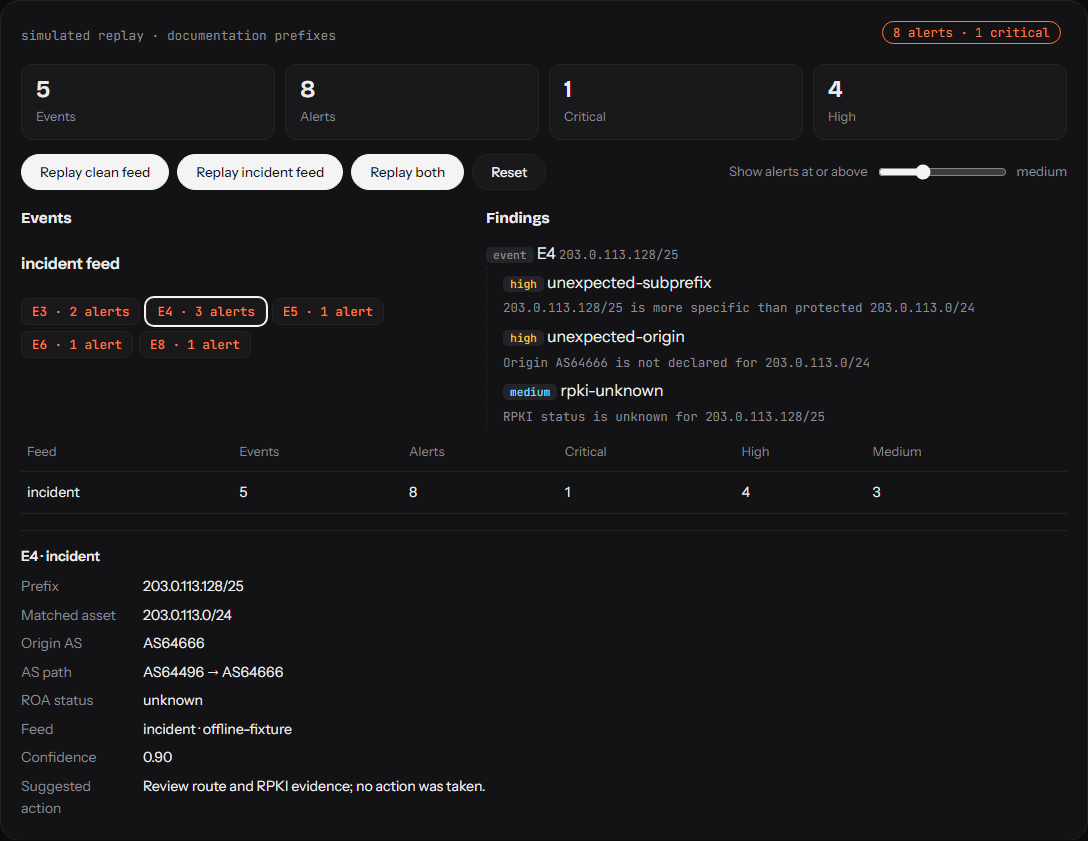 simulated replay · documentation prefixes
8 alerts · 1 critical
5
Events
8
Alerts
1
Critical
4
High
Replay clean feed
Replay incident feed
Replay both
Reset
Show alerts at or above
medium
Events
incident feed
E3 · 2 alerts
E4 · 3 alerts
E5 · 1 alert
E6 · 1 alert
E8 · 1 alert
Findings
event E4 203.0.113.128/25
high unexpected-subprefix
203.0.113.128/25 is more specific than protected 203.0.113.0/24
high unexpected-origin
Origin AS64666 is not declared for 203.0.113.0/24
medium rpki-unknown
RPKI status is unknown for 203.0.113.128/25
Feed Events Alerts Critical High Medium
incident 5 8 1 4 3
E4 · incident
Prefix 203.0.113.128/25
Matched asset 203.0.113.0/24
Origin AS AS64666
AS path AS64496 → AS64666
ROA status unknown
Feed incident · offline-fixture
Confidence 0.90
Suggested action Review route and RPKI evidence; no action was taken.